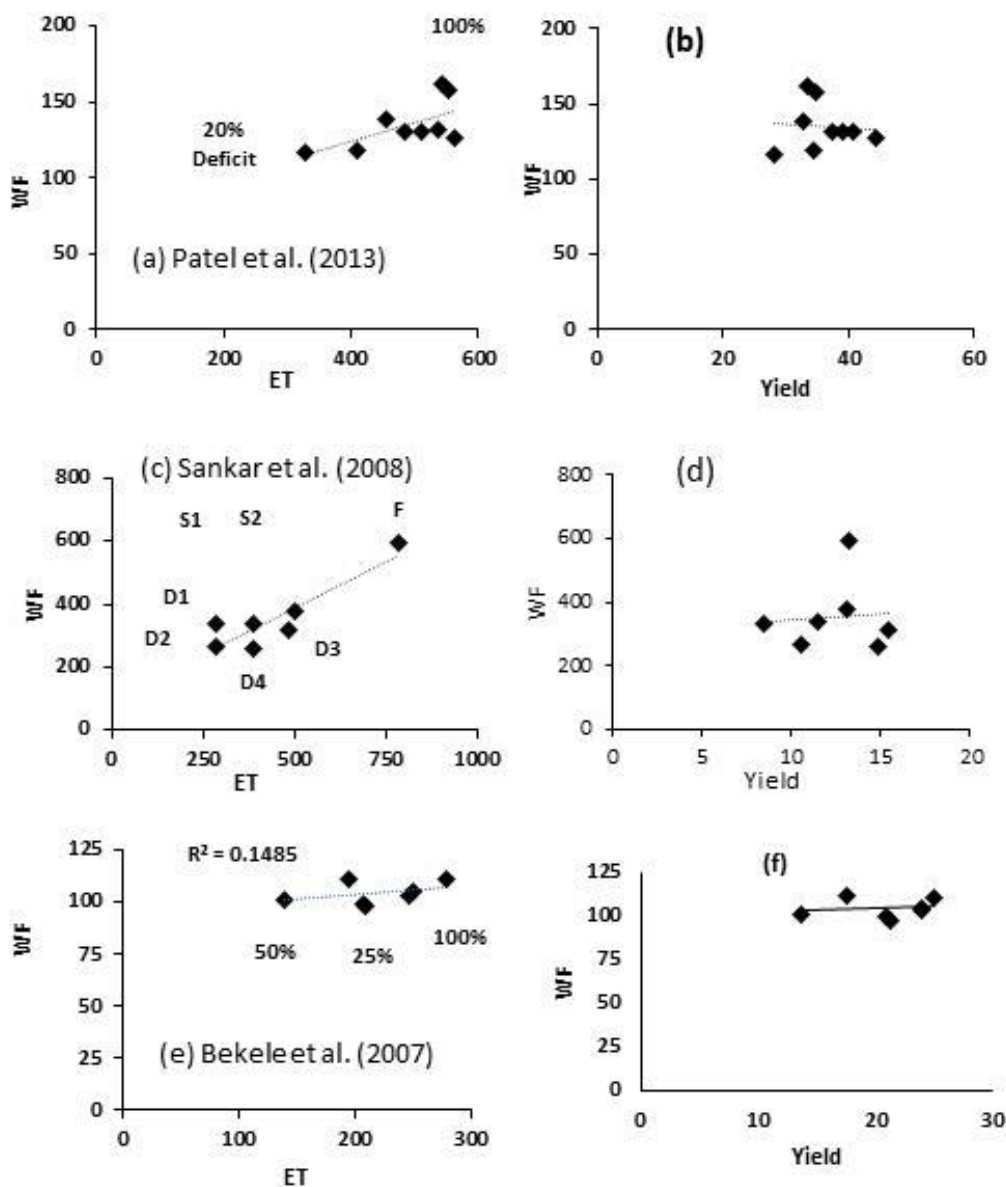 200
150
100
50
0
WF
100%
20%
Deficit
(a) Patel et al. (2013)
0
200
400
600
ET
200
150
100
50
0
WF
(b)
0
20
40
60
Yield
800
600
400
200
0
WF
(c) Sankar et al. (2008)
S1
S2
F
D1
D2
D3
D4
0
250
500
750
1000
ET
800
600
400
200
0
WF
(d)
0
5
10
15
20
Yield
125
100
75
50
25
0
WF
R² = 0.1485
50%
25%
100%
(e) Bekele et al. (2007)
0
100
200
300
ET
125
100
75
50
25
0
WF
(f)
0
10
20
30
Yield